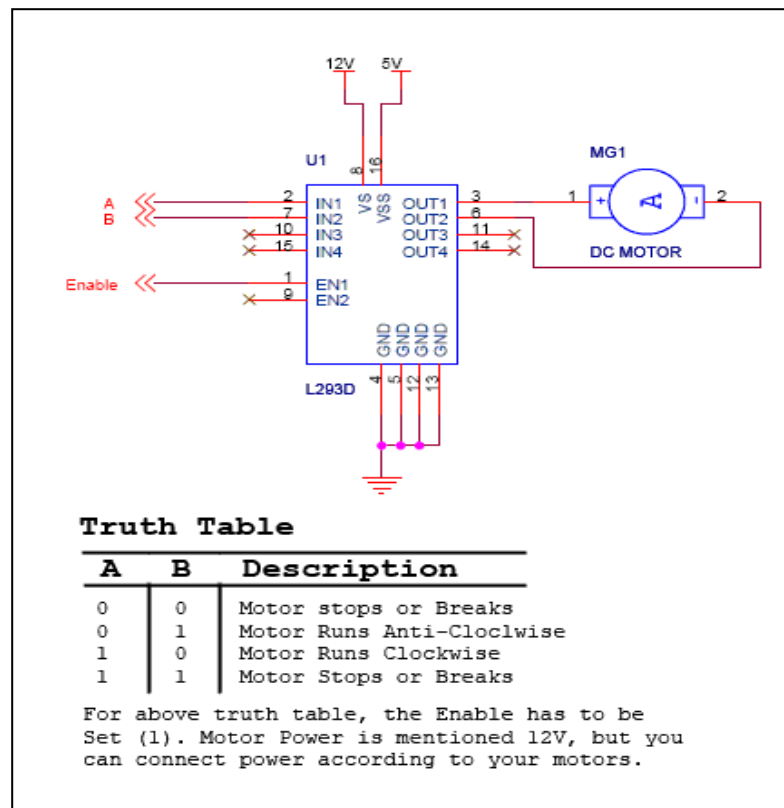 12V 5V
U1
8 16
MG1
A 2 IN1 VS VSS OUT1 3 1 + A - 2
B 7 IN2 OUT2 6
10 IN3 OUT3 11
15 IN4 OUT4 14
DC MOTOR
Enable 1 EN1
9 EN2
GND GND GND GND
L293D 4 5 12 13
Truth Table
A B Description
0 0 Motor stops or Breaks
0 1 Motor Runs Anti-Cloclwise
1 0 Motor Runs Clockwise
1 1 Motor Stops or Breaks
For above truth table, the Enable has to be
Set (1). Motor Power is mentioned 12V, but you
can connect power according to your motors.